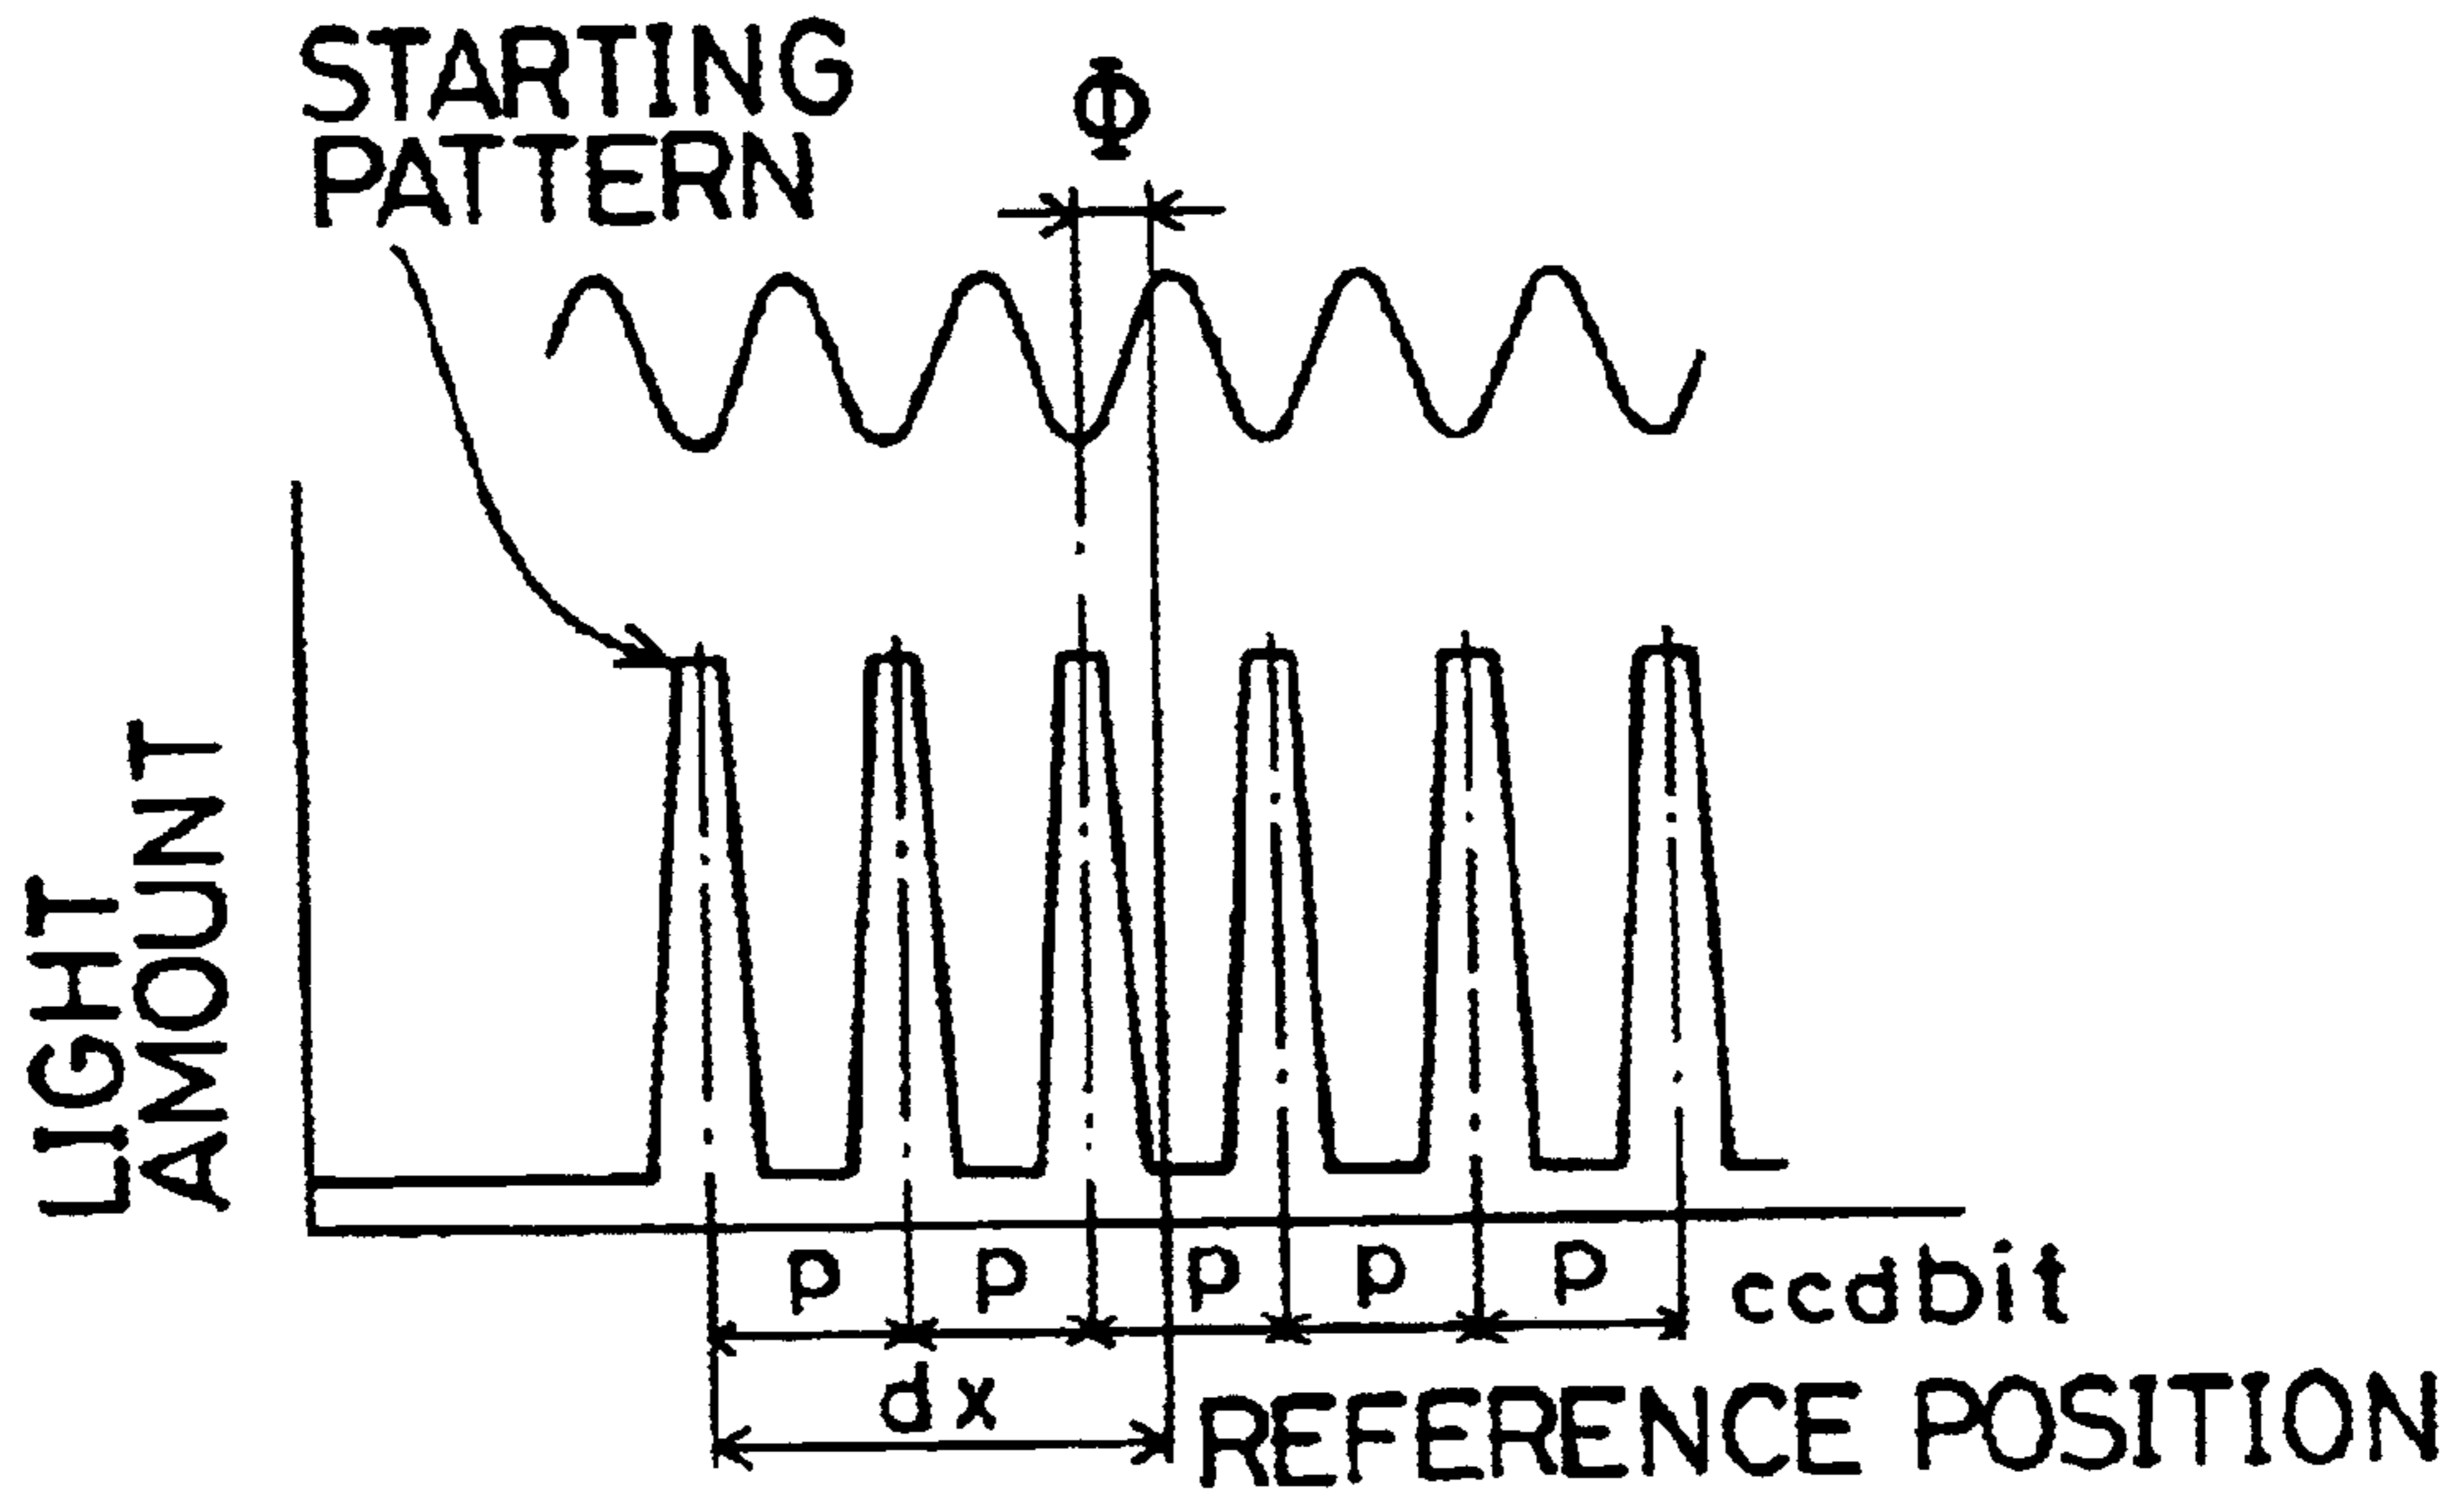 STARTING
PATTERN
Φ
LIGHT
AMOUNT
P P P P P
ccdbit
dx
REFERENCE POSITION